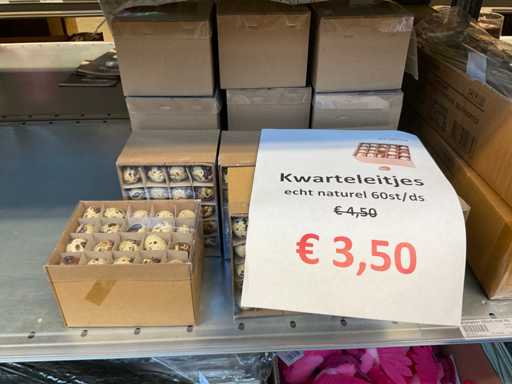 Kwarteleitjes
echt naturel 60st/ds
€ 4,50
€ 3,50